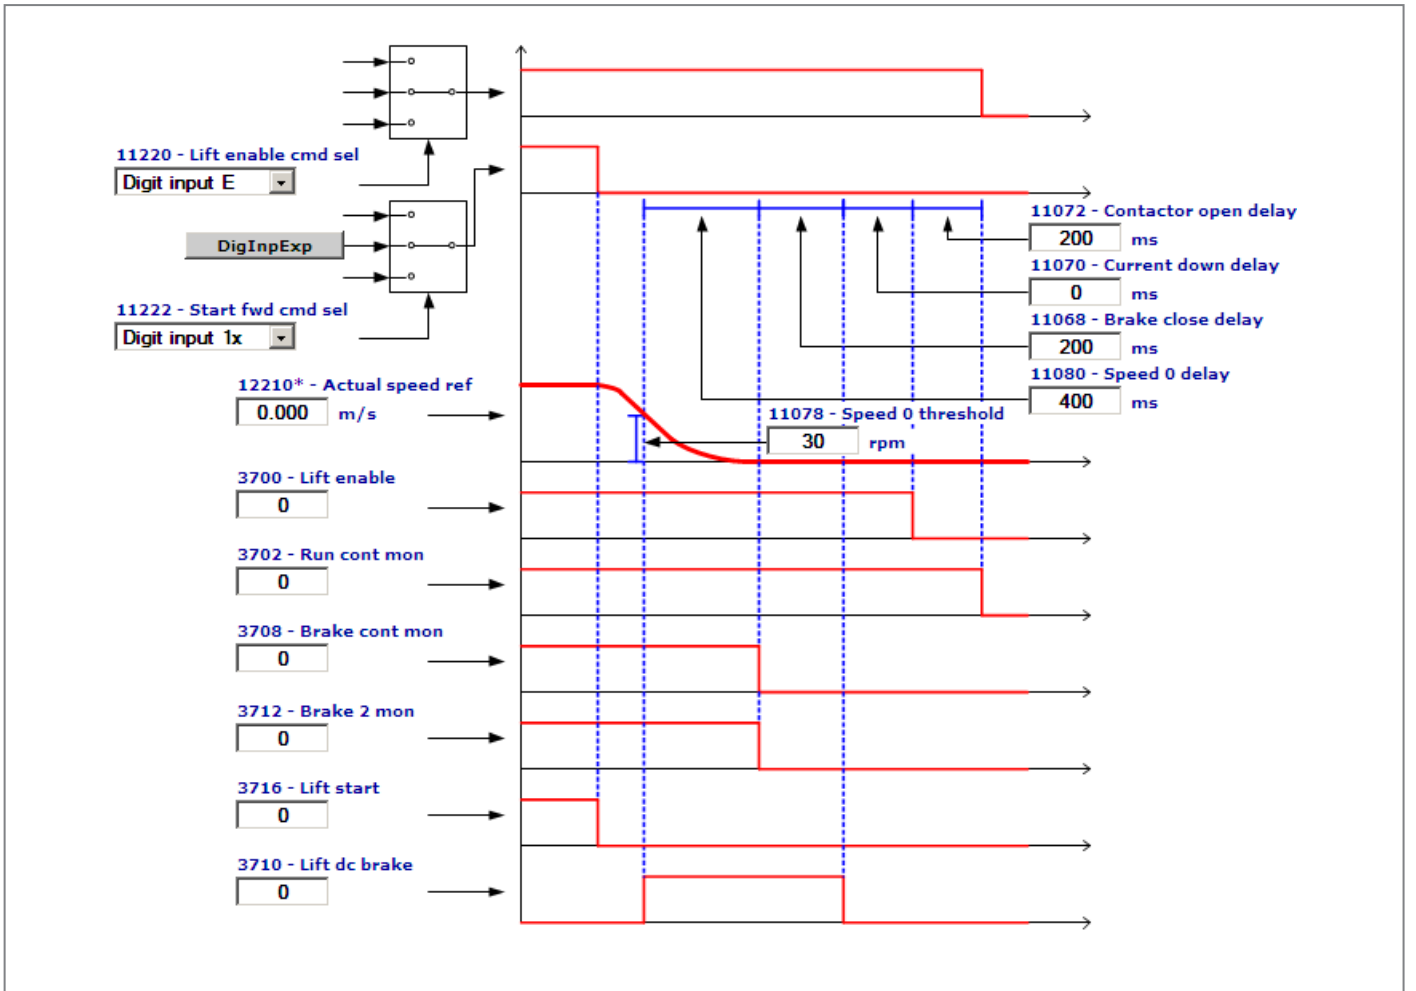 11220 - Lift enable cmd sel
Digit input E
DigInpExp
11222 - Start fwd cmd sel
Digit input 1x
11072 - Contactor open delay
200 ms
11070 - Current down delay
0 ms
11068 - Brake close delay
200 ms
11080 - Speed 0 delay
400 ms
12210* - Actual speed ref
0.000 m/s
11078 - Speed 0 threshold
30 rpm
3700 - Lift enable
0
3702 - Run cont mon
0
3708 - Brake cont mon
0
3712 - Brake 2 mon
0
3716 - Lift start
0
3710 - Lift dc brake
0